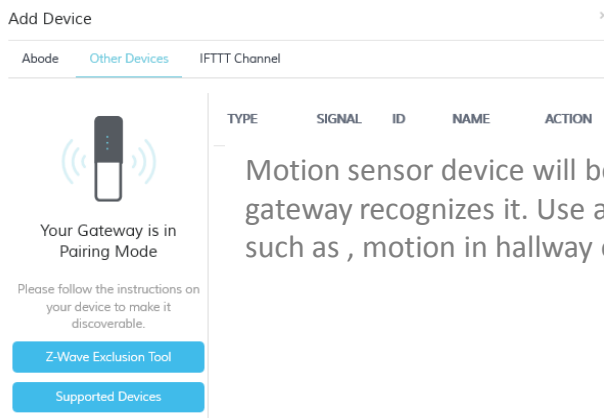 Add Device
Abode Other Devices IFTTT Channel
TYPE SIGNAL ID NAME ACTION
Motion sensor device will b
gateway recognizes it. Use a
such as , motion in hallway
Your Gateway is in
Pairing Mode
Please follow the instructions on
your device to make it
discoverable.
Z-Wave Exclusion Tool
Supported Devices